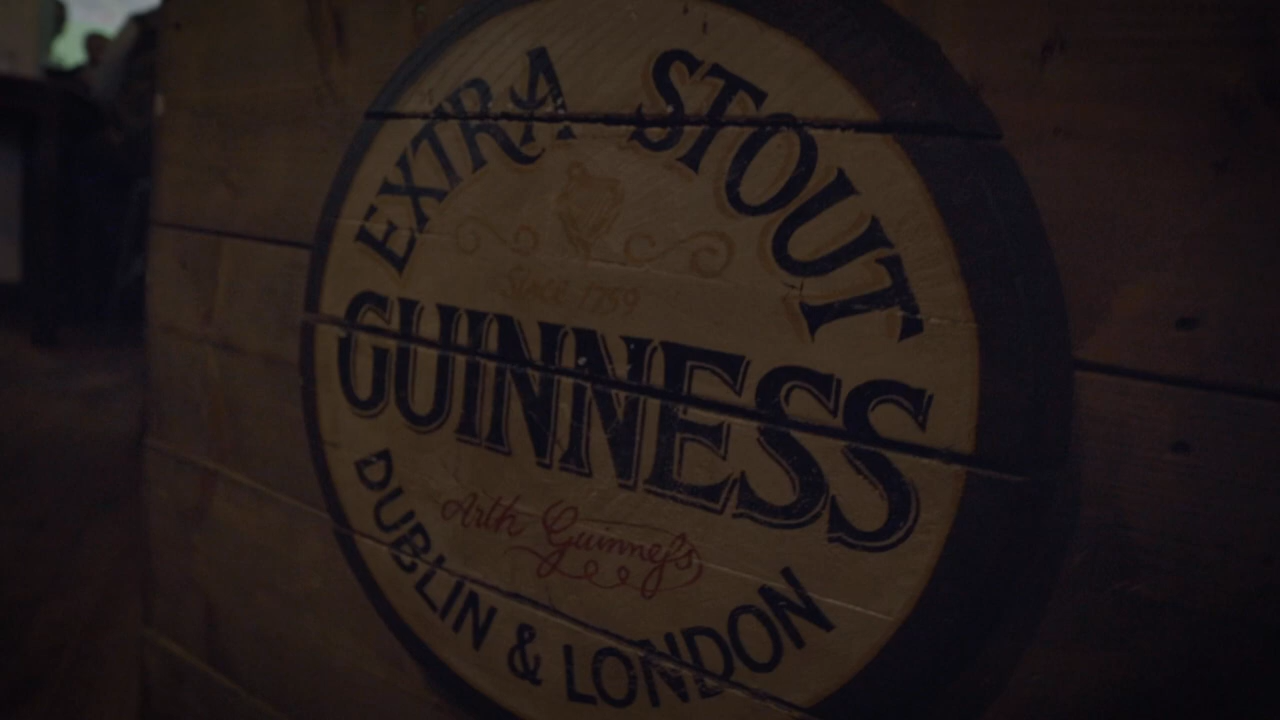 EXTRA STOUT
Since 1759
GUINNESS
Arth Guinneſs
DUBLIN & LONDON